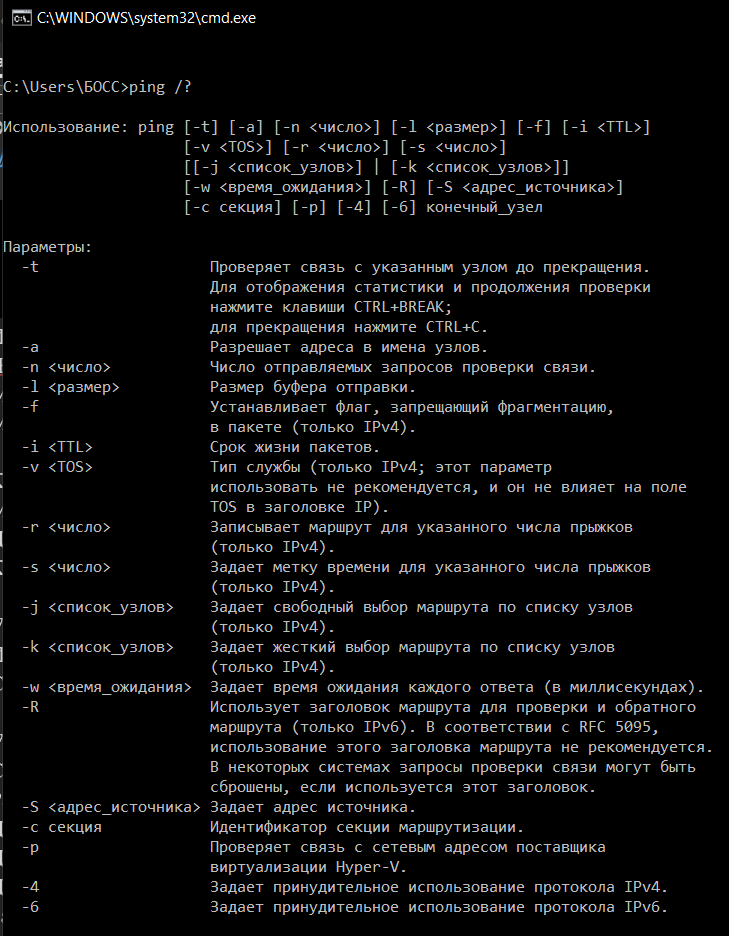 C:\WINDOWS\system32\cmd.exe
C:\Users\БОСС>ping /?
Использование: ping [-t] [-a] [-n <число>] [-l <размер>] [-f] [-i <TTL>]
[-v <TOS>] [-r <число>] [-s <число>]
[[-j <список_узлов>] | [-k <список_узлов>]]
[-w <время_ожидания>] [-R] [-S <адрес_источника>]
[-c секция] [-p] [-4] [-6] конечный_узел
Параметры:
-t Проверяет связь с указанным узлом до прекращения.
Для отображения статистики и продолжения проверки
нажмите клавиши CTRL+BREAK;
для прекращения нажмите CTRL+C.
-a Разрешает адреса в имена узлов.
-n <число> Число отправляемых запросов проверки связи.
-l <размер> Размер буфера отправки.
-f Устанавливает флаг, запрещающий фрагментацию,
в пакете (только IPv4).
-i <TTL> Срок жизни пакетов.
-v <TOS> Тип службы (только IPv4; этот параметр
использовать не рекомендуется, и он не влияет на поле
TOS в заголовке IP).
-r <число> Записывает маршрут для указанного числа прыжков
(только IPv4).
-s <число> Задает метку времени для указанного числа прыжков
(только IPv4).
-j <список_узлов> Задает свободный выбор маршрута по списку узлов
(только IPv4).
-k <список_узлов> Задает жесткий выбор маршрута по списку узлов
(только IPv4).
-w <время_ожидания> Задает время ожидания каждого ответа (в миллисекундах).
-R Использует заголовок маршрута для проверки и обратного
маршрута (только IPv6). В соответствии с RFC 5095,
использование этого заголовка маршрута не рекомендуется.
В некоторых системах запросы проверки связи могут быть
сброшены, если используется этот заголовок.
-S <адрес_источника> Задает адрес источника.
-c секция Идентификатор секции маршрутизации.
-p Проверяет связь с сетевым адресом поставщика
виртуализации Hyper-V.
-4 Задает принудительное использование протокола IPv4.
-6 Задает принудительное использование протокола IPv6.